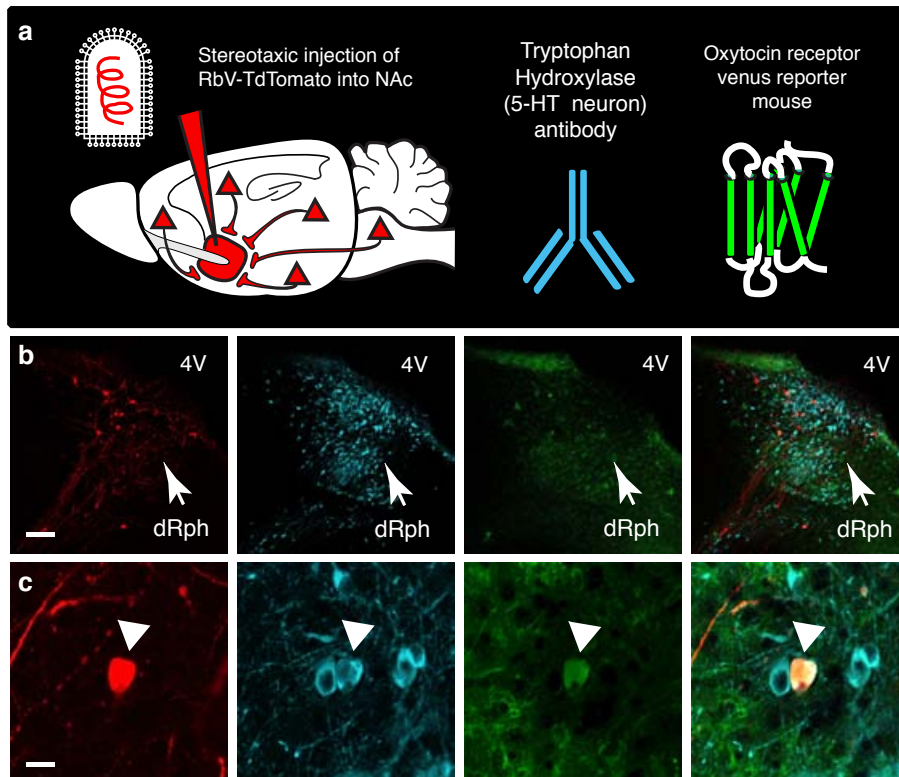 a
Stereotaxic injection of
RbV-TdTomato into NAc
Tryptophan
Hydroxylase
(5-HT neuron)
antibody
Oxytocin receptor
venus reporter
mouse
b
4V
dRph
4V
dRph
4V
dRph
4V
dRph
c